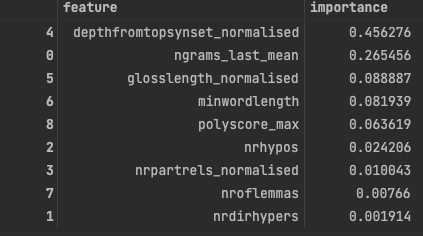 feature importance
4 depthfromtopsynset_normalised 0.456276
0 ngrams_last_mean 0.265456
5 glosslength_normalised 0.088887
6 minwordlength 0.081939
8 polyscore_max 0.063619
2 nrhypos 0.024206
3 nrpartrels_normalised 0.010043
7 nroflemmas 0.00766
1 nrdirhypers 0.001914